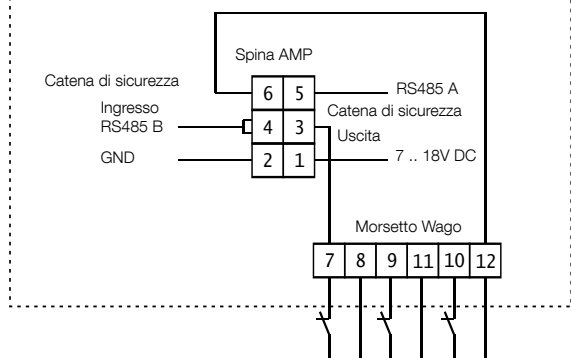 Spina AMP
Catena di sicurezza
Ingresso
6 5
RS485 A
Catena di sicurezza
Uscita
RS485 B
4 3
GND
2 1
7 .. 18V DC
Morsetto Wago
7 8 9 11 10 12